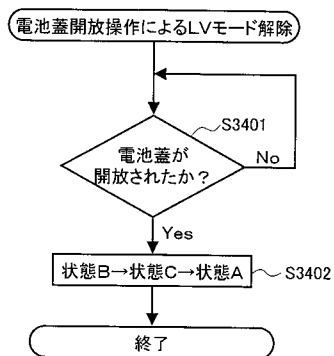 電池蓋開放操作によるLVモード解除
S3401
電池蓋が
開放されたか？
No
Yes
状態B→状態C→状態A
S3402
終了